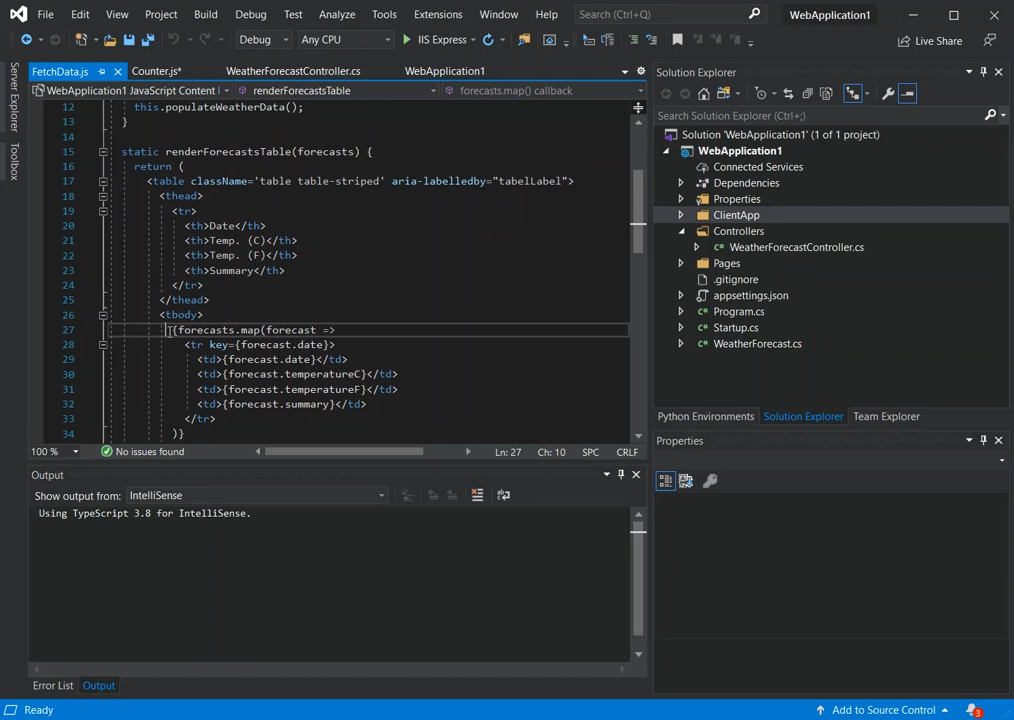 File Edit View Project Build Debug Test Analyze Tools Extensions Window Help Search (Ctrl+Q) WebApplication1
Debug Any CPU IIS Express Live Share
Server Explorer
Toolbox
FetchData.js Counter.js* WeatherForecastController.cs WebApplication1
WebApplication1 JavaScript Content renderForecastsTable forecasts.map() callback
12 this.populateWeatherData();
13 }
14
15 static renderForecastsTable(forecasts) {
16 return (
17 <table className='table table-striped' aria-labelledby="tabelLabel">
18 <thead>
19 <tr>
20 <th>Date</th>
21 <th>Temp. (C)</th>
22 <th>Temp. (F)</th>
23 <th>Summary</th>
24 </tr>
25 </thead>
26 <tbody>
27 {forecasts.map(forecast =>
28 <tr key={forecast.date}>
29 <td>{forecast.date}</td>
30 <td>{forecast.temperatureC}</td>
31 <td>{forecast.temperatureF}</td>
32 <td>{forecast.summary}</td>
33 </tr>
34 )}
100 % No issues found Ln: 27 Ch: 10 SPC CRLF
Output
Show output from: IntelliSense
Using TypeScript 3.8 for IntelliSense.
Error List Output
Solution Explorer
Search Solution Explorer (Ctrl+;)
Solution 'WebApplication1' (1 of 1 project)
WebApplication1
Connected Services
Dependencies
Properties
ClientApp
Controllers
C# WeatherForecastController.cs
Pages
.gitignore
appsettings.json
C# Program.cs
C# Startup.cs
C# WeatherForecast.cs
Python Environments Solution Explorer Team Explorer
Properties
Ready Add to Source Control 3